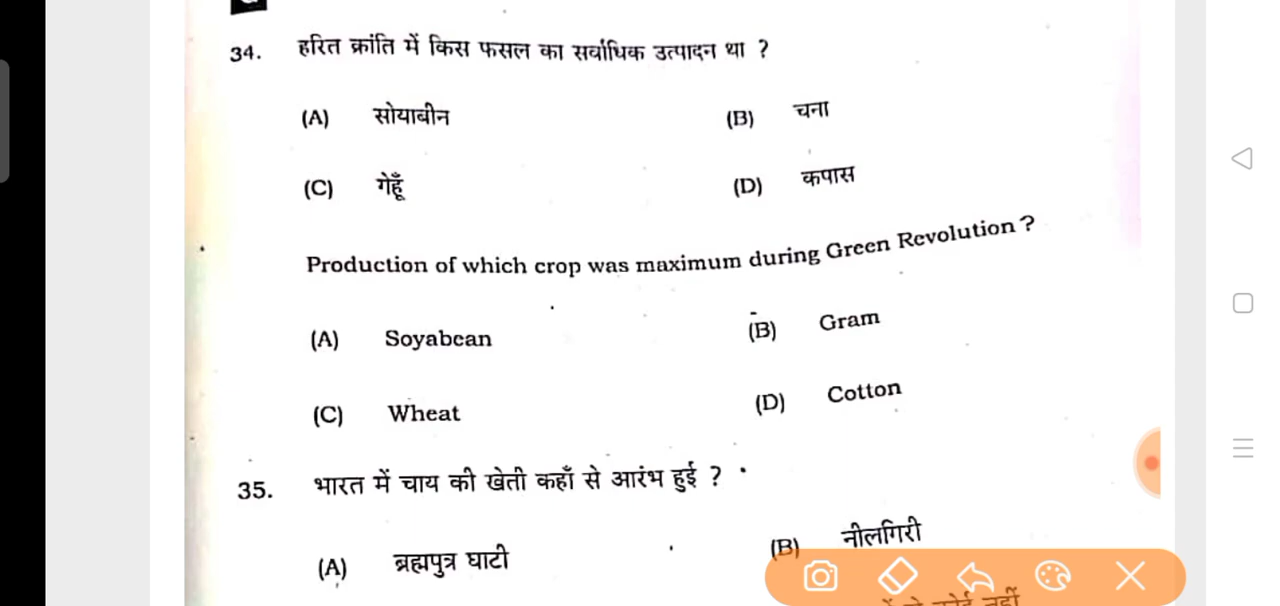 34. हरित क्रांति में किस फसल का सर्वाधिक उत्पादन था ?
(A) सोयाबीन (B) चना
(C) गेहूँ (D) कपास
Production of which crop was maximum during Green Revolution ?
(A) Soyabean (B) Gram
(C) Wheat (D) Cotton
35. भारत में चाय की खेती कहाँ से आरंभ हुई ?
(A) ब्रह्मपुत्र घाटी (B) नीलगिरी
से कोई नहीं